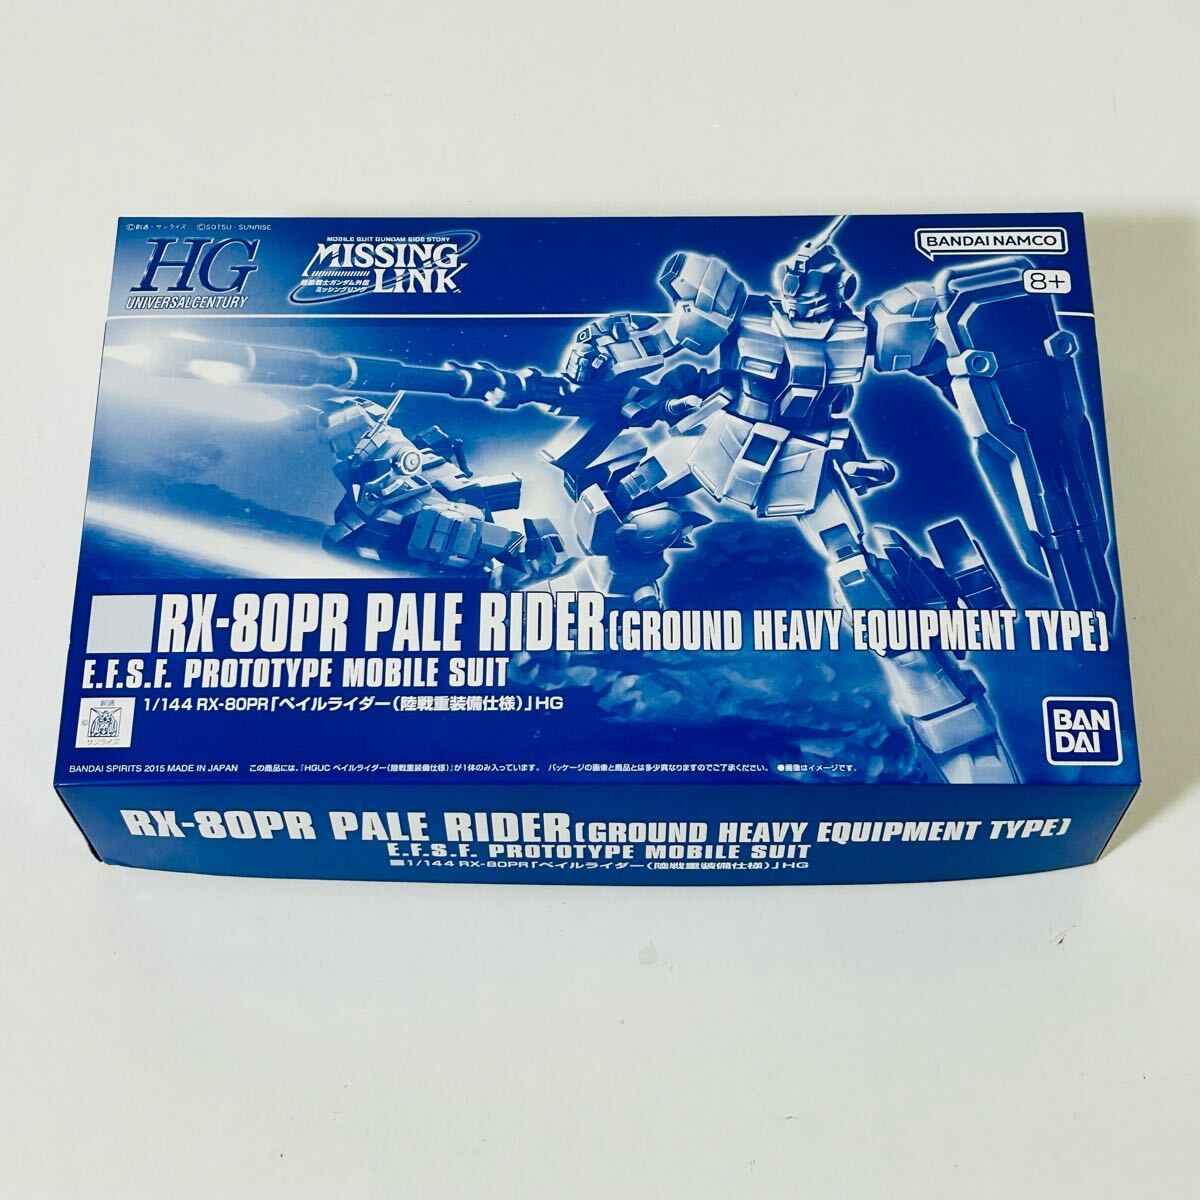 ©創通・サンライズ ©SOTSU・SUNRISE
HG
UNIVERSAL CENTURY
MOBILE SUIT GUNDAM SIDE STORY
MISSING LINK
機動戦士ガンダム外伝
ミッシングリンク
BANDAI NAMCO
8+
RX-80PR PALE RIDER(GROUND HEAVY EQUIPMENT TYPE)
E.F.S.F. PROTOTYPE MOBILE SUIT
1/144 RX-80PR「ペイルライダー(陸戦重装備仕様)」HG
創通
©
サンライズ
BAN
DAI
BANDAI SPIRITS 2015 MADE IN JAPAN この商品には、「HGUC ペイルライダー(陸戦重装備仕様)」が1体のみ入っています。 パッケージの画像と商品とは多少異なりますのでご了承ください。 ●画像はイメージです。
RX-80PR PALE RIDER(GROUND HEAVY EQUIPMENT TYPE)
E.F.S.F. PROTOTYPE MOBILE SUIT
■1/144 RX-80PR「ペイルライダー(陸戦重装備仕様)」HG